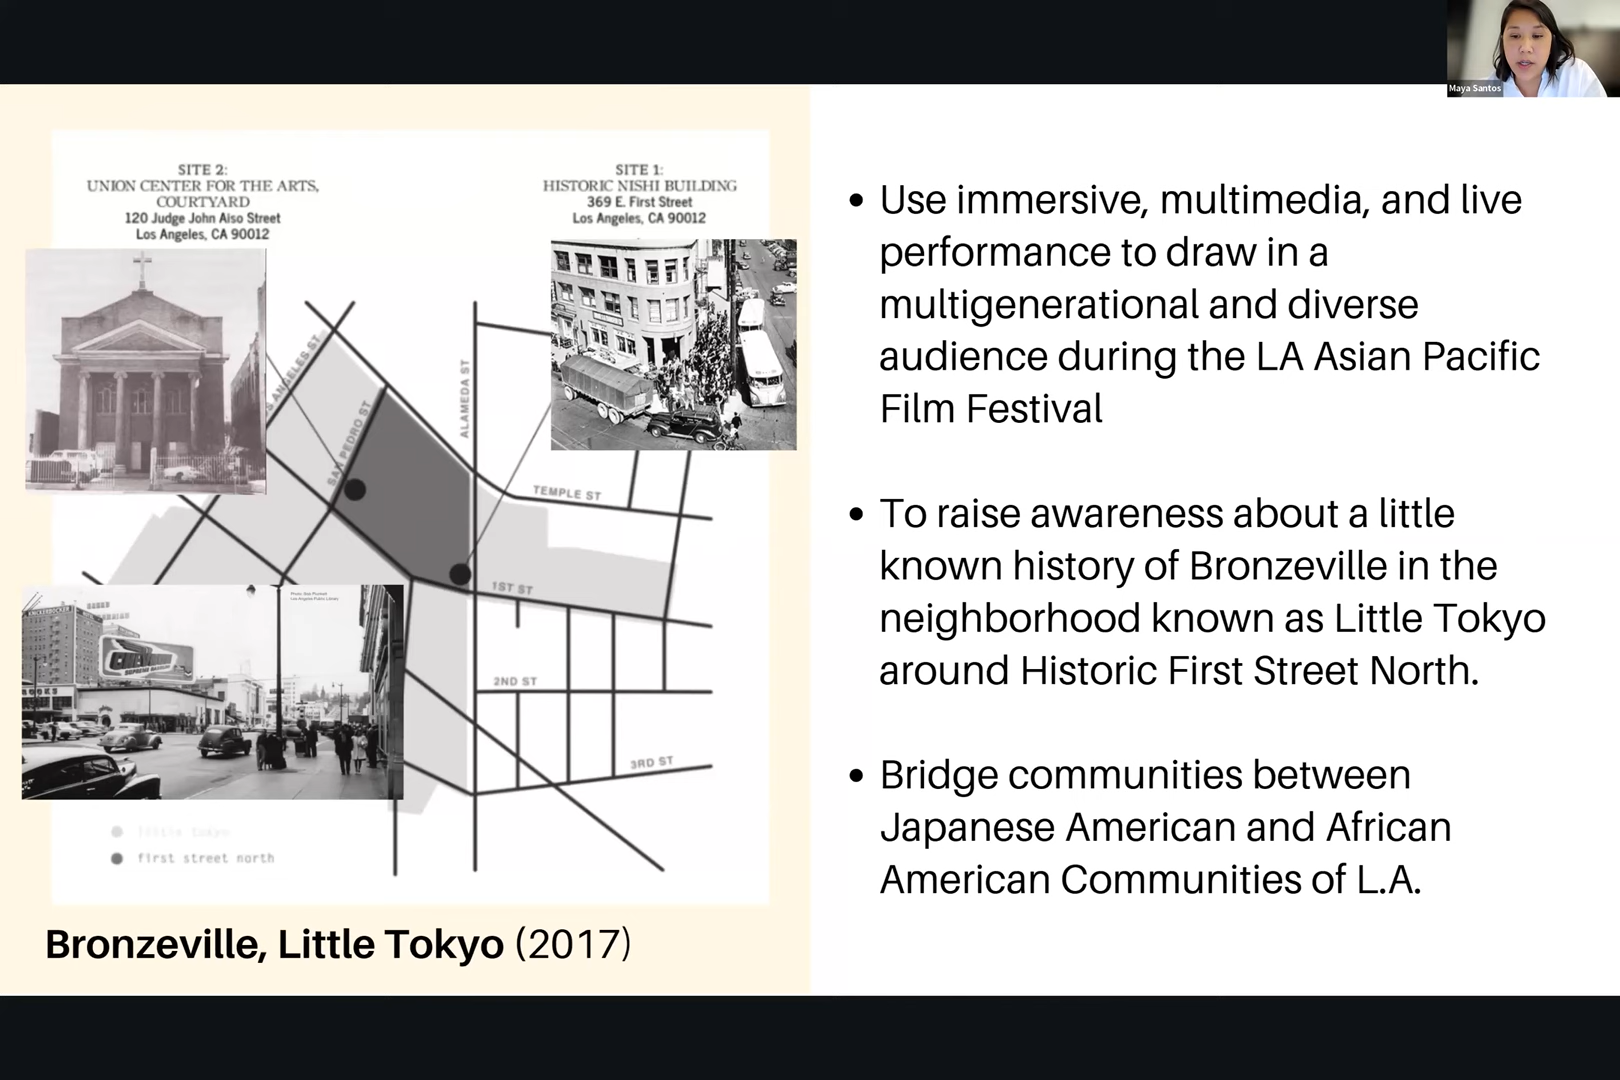 Maya Santos
SITE 2:
UNION CENTER FOR THE ARTS,
COURTYARD
120 Judge John Aiso Street
Los Angeles, CA 90012
SITE 1:
HISTORIC NISHI BUILDING
369 E. First Street
Los Angeles, CA 90012
S ANGELES ST
SAN PEDRO ST
ALAMEDA ST
TEMPLE ST
1ST ST
2ND ST
3RD ST
little tokyo
first street north
Bronzeville, Little Tokyo (2017)
• Use immersive, multimedia, and live
performance to draw in a
multigenerational and diverse
audience during the LA Asian Pacific
Film Festival
• To raise awareness about a little
known history of Bronzeville in the
neighborhood known as Little Tokyo
around Historic First Street North.
• Bridge communities between
Japanese American and African
American Communities of L.A.